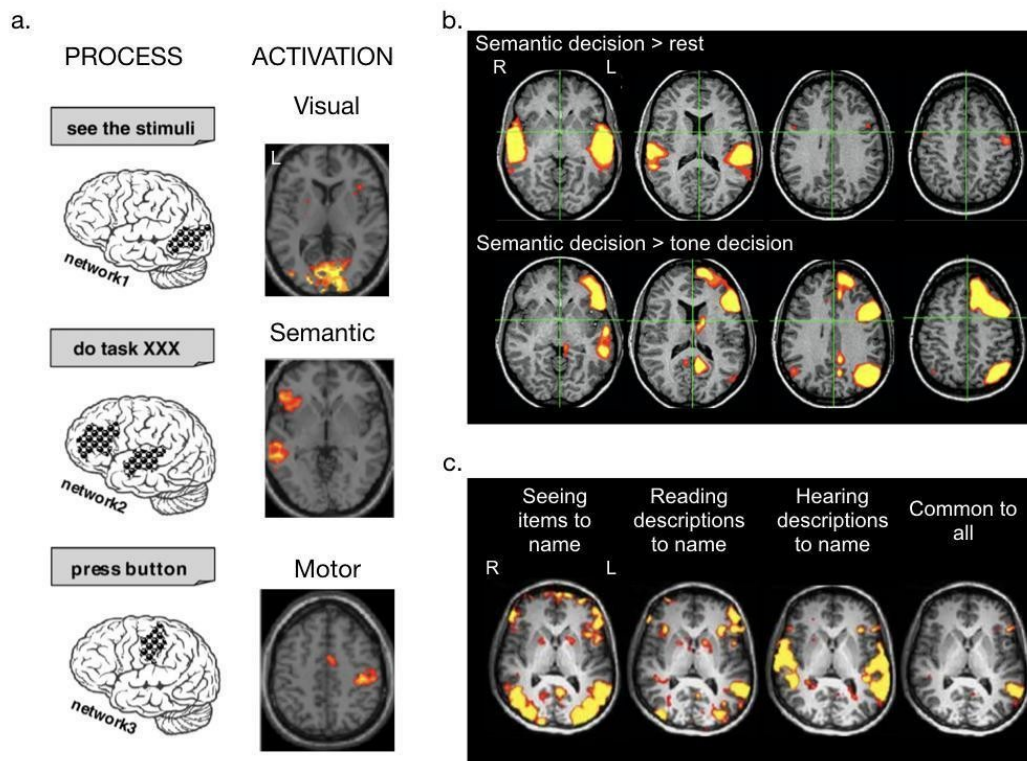 a.
PROCESS
ACTIVATION
see the stimuli
network1
Visual
L
do task XXX
network2
Semantic
press button
network3
Motor
b.
Semantic decision > rest
R L
Semantic decision > tone decision
c.
Seeing
items to
name
Reading
descriptions
to name
Hearing
descriptions
to name
Common to
all
R L